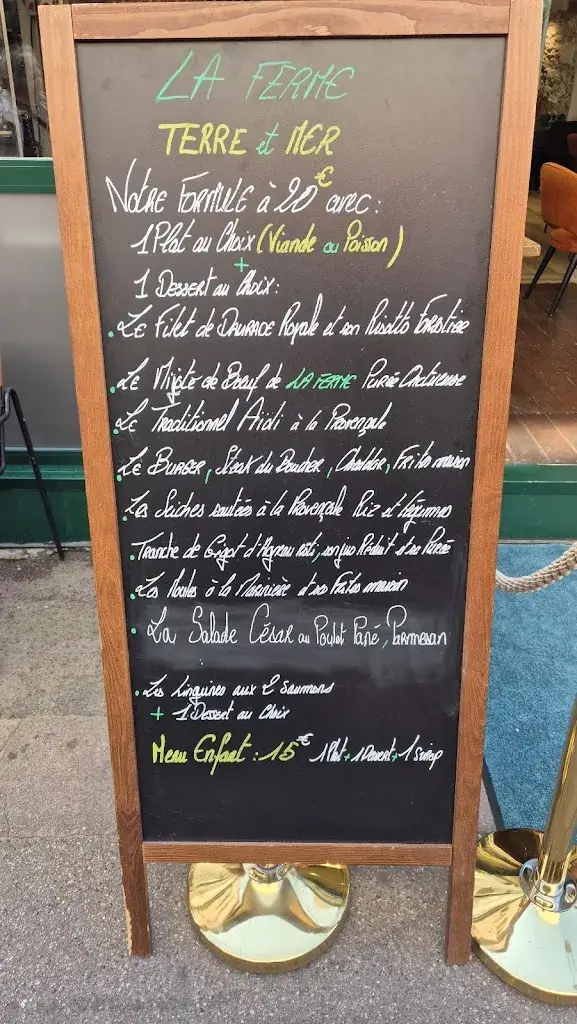 LA FERME
TERRE et MER
NOTRE FORMULE à 20€ avec:
1 Plat au Choix (Viande ou Poisson)
+
1 DESSERT au Choix:
. LE Filet de DAURADE Royale et son Risotto FORESTIER
. LE Mijoté de Boeuf de LA FERME PURÉE Onctueuse
. LE Traditionnel Aïoli à la Provençale
. LE BURGER, Steak du Boucher, Cheddar, Frites maison
. Les Seiches sautées à la Provençale Riz et légumes
. Tranche de Gigot d'Agneau roti, son jus Réduit et sa Purée
. Les Moules à la Marinière et ses Frites maison
. La Salade CÉSAR au Poulet Pané, PARMESAN
. Les Linguines aux 2 Saumons
+ 1 Dessert au Choix
Menu Enfant: 15€ 1 Plat + 1 Dessert + 1 Sirop